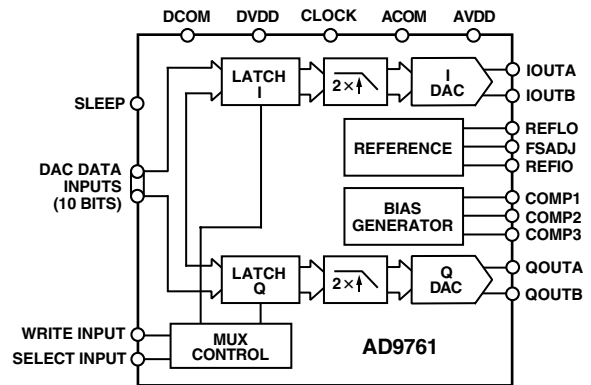 DCOM DVDD CLOCK ACOM AVDD
SLEEP
DAC DATA
INPUTS
(10 BITS)
WRITE INPUT
SELECT INPUT
LATCH
I
2×
I
DAC
IOUTA
IOUTB
REFERENCE
REFLO
FSADJ
REFIO
BIAS
GENERATOR
COMP1
COMP2
COMP3
LATCH
Q
2×
Q
DAC
QOUTA
QOUTB
MUX
CONTROL
AD9761